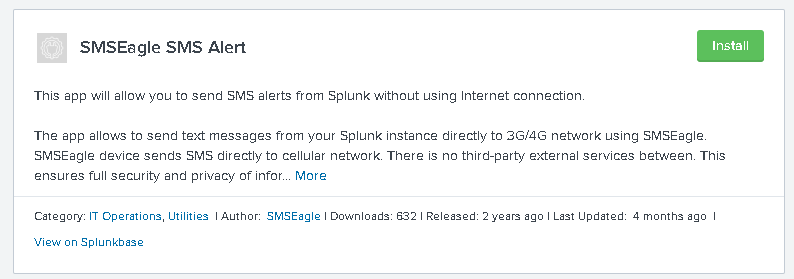 SMSEagle SMS Alert
Install
This app will allow you to send SMS alerts from Splunk without using Internet connection.
The app allows to send text messages from your Splunk instance directly to 3G/4G network using SMSEagle.
SMSEagle device sends SMS directly to cellular network. There is no third-party external services between. This
ensures full security and privacy of infor... More
Category: IT Operations, Utilities | Author: SMSEagle | Downloads: 632 | Released: 2 years ago | Last Updated: 4 months ago |
View on Splunkbase